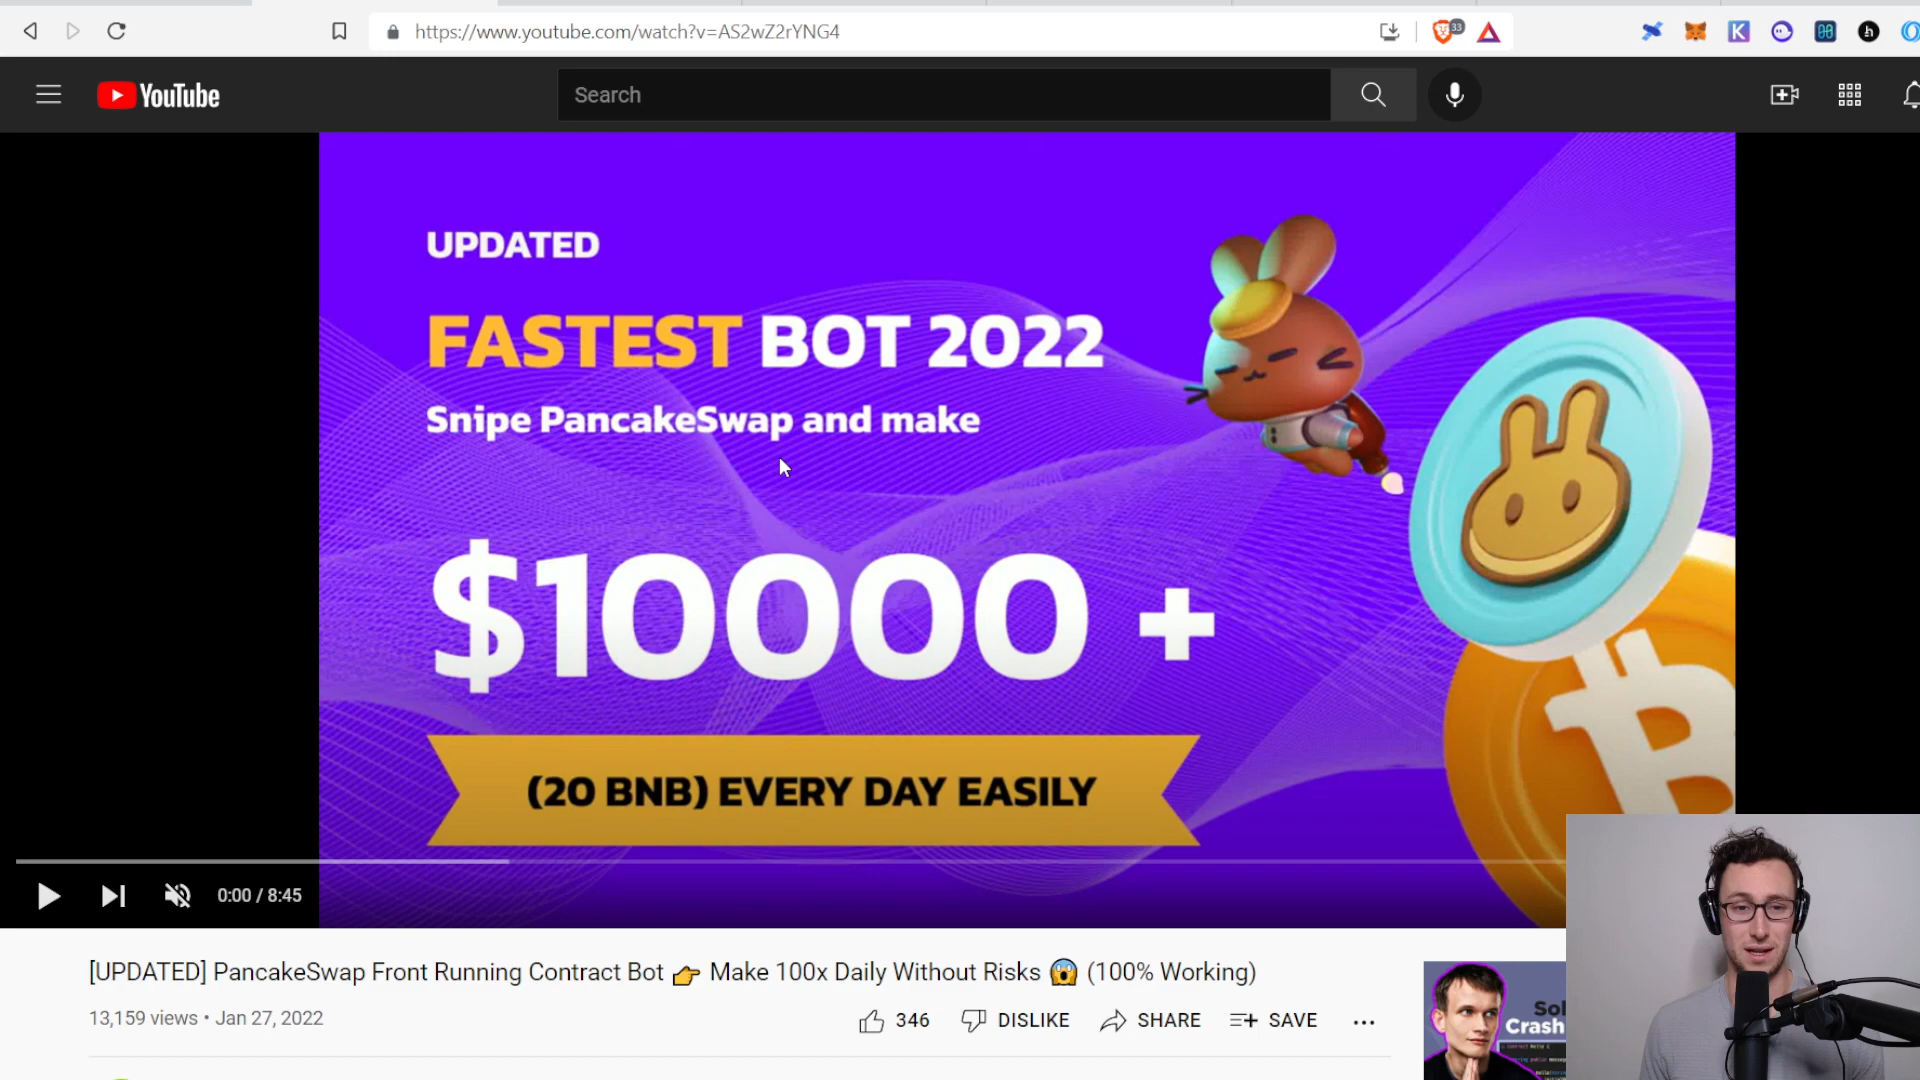 https://www.youtube.com/watch?v=AS2wZ2rYNG4
33
YouTube
Search
UPDATED
FASTEST BOT 2022
Snipe PancakeSwap and make
$10000 +
(20 BNB) EVERY DAY EASILY
0:00 / 8:45
[UPDATED] PancakeSwap Front Running Contract Bot 👉 Make 100x Daily Without Risks 😱 (100% Working)
13,159 views • Jan 27, 2022
346
DISLIKE
SHARE
SAVE
Sol
Crash